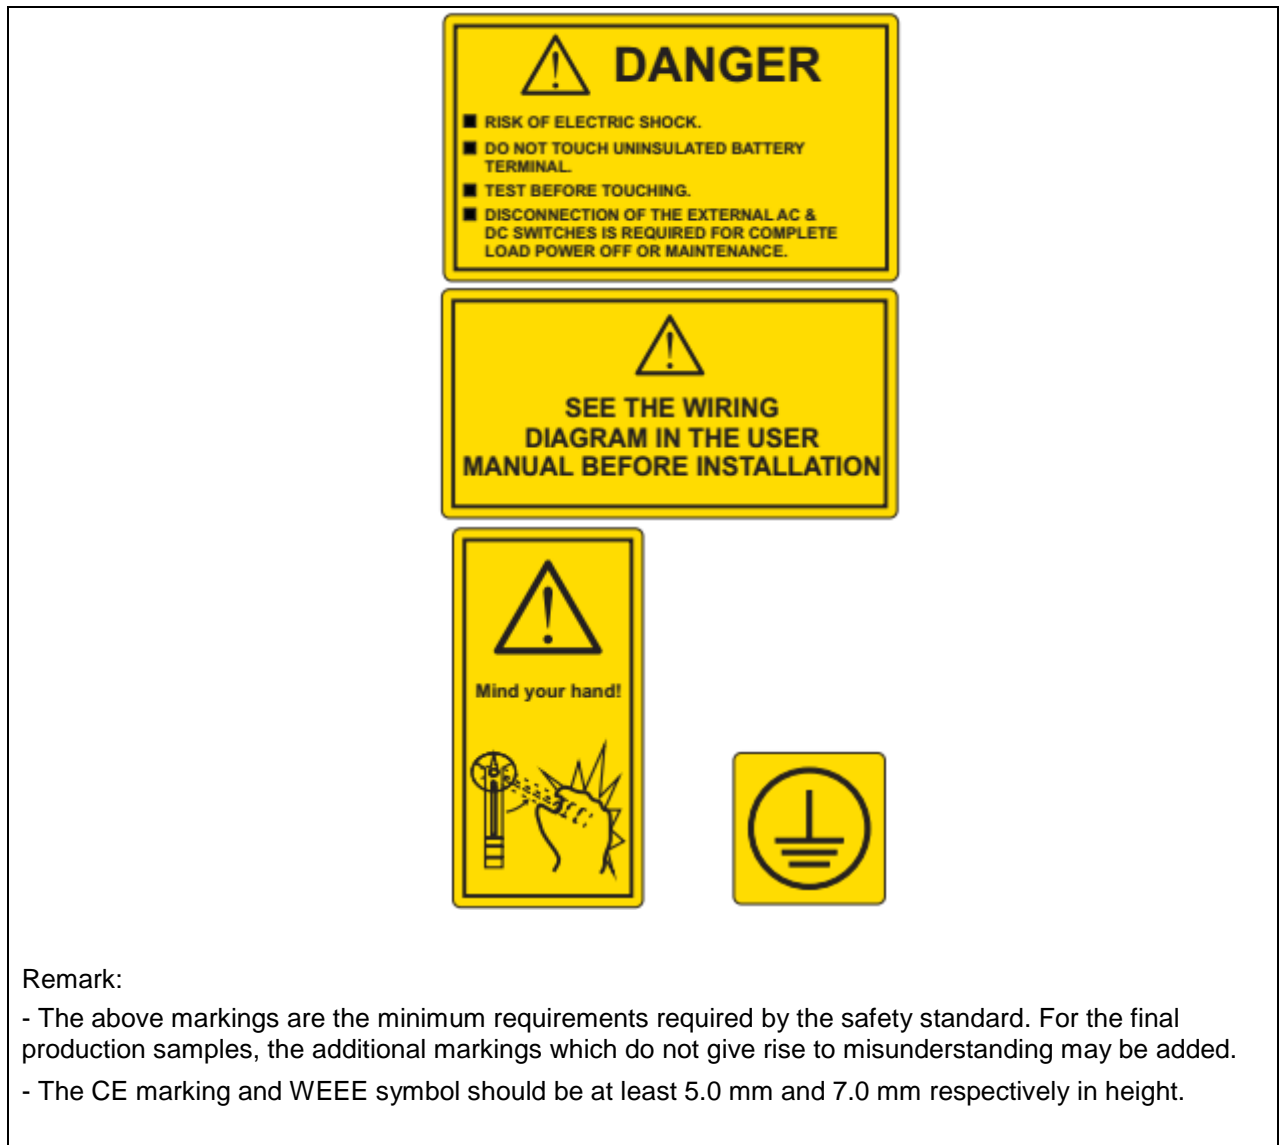 DANGER
■ RISK OF ELECTRIC SHOCK.
■ DO NOT TOUCH UNINSULATED BATTERY
TERMINAL.
■ TEST BEFORE TOUCHING.
■ DISCONNECTION OF THE EXTERNAL AC &
DC SWITCHES IS REQUIRED FOR COMPLETE
LOAD POWER OFF OR MAINTENANCE.
SEE THE WIRING
DIAGRAM IN THE USER
MANUAL BEFORE INSTALLATION
Mind your hand!
Remark:
- The above markings are the minimum requirements required by the safety standard. For the final
production samples, the additional markings which do not give rise to misunderstanding may be added.
- The CE marking and WEEE symbol should be at least 5.0 mm and 7.0 mm respectively in height.